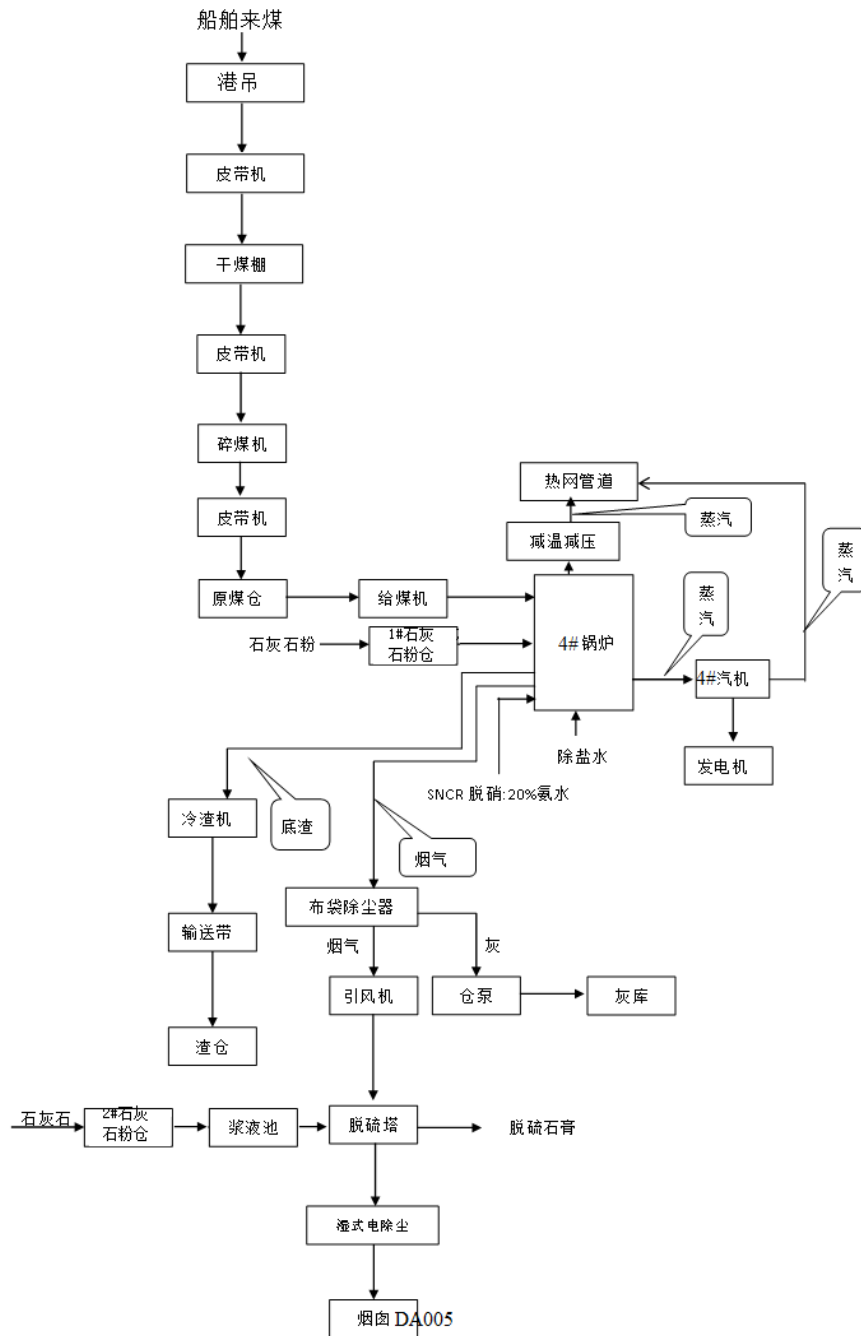 船舶来煤
港吊
皮带机
干煤棚
皮带机
碎煤机
热网管道
蒸汽
皮带机
减温减压
蒸
汽
原煤仓
给煤机
蒸
汽
4#锅炉
石灰石粉
1#石灰
石粉仓
4#汽机
除盐水
发电机
SNCR 脱硝:20%氨水
冷渣机
底渣
烟气
布袋除尘器
输送带
烟气
灰
引风机
仓泵
灰库
渣仓
石灰石
2#石灰
石粉仓
浆液池
脱硫塔
脱硫石膏
湿式电除尘
烟囱 DA005